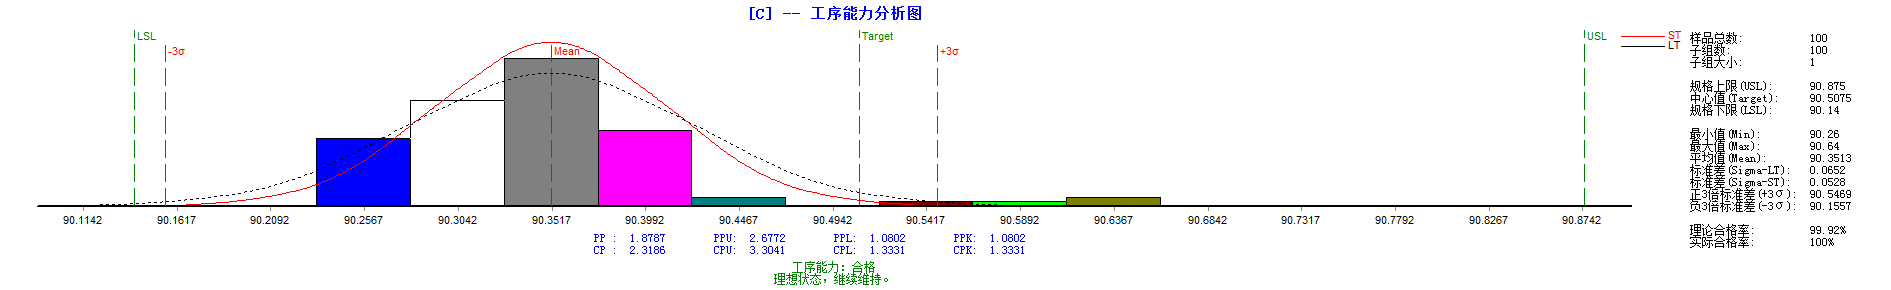 [C] -- 工序能力分析图
LSL
-3σ
Mean
Target
+3σ
USL
ST
LT
90.1142 90.1617 90.2092 90.2567 90.3042 90.3517 90.3992 90.4467 90.4942 90.5417 90.5892 90.6367 90.6842 90.7317 90.7792 90.8267 90.8742
PP : 1.8787 PPU: 2.6772 PPL: 1.0802 PPK: 1.0802
CP : 2.3186 CPU: 3.3041 CPL: 1.3331 CPK: 1.3331
工序能力: 合格
理想状态，继续维持。
样品总数: 100
子组数: 100
子组大小: 1
规格上限(USL): 90.875
中心值(Target): 90.5075
规格下限(LSL): 90.14
最小值(Min): 90.26
最大值(Max): 90.64
平均值(Mean): 90.3513
标准差(Sigma-LT): 0.0652
标准差(Sigma-ST): 0.0528
正3倍标准差(+3σ): 90.5469
负3倍标准差(-3σ): 90.1557
理论合格率: 99.92%
实际合格率: 100%